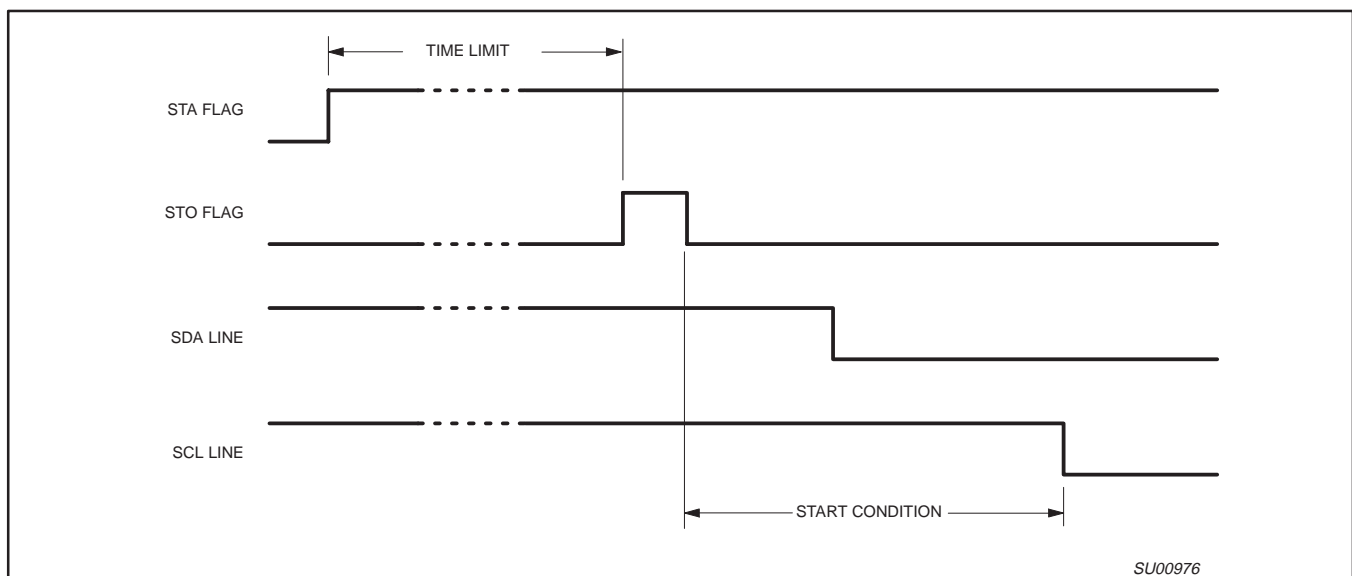 TIME LIMIT
STA FLAG
STO FLAG
SDA LINE
SCL LINE
START CONDITION
SU00976